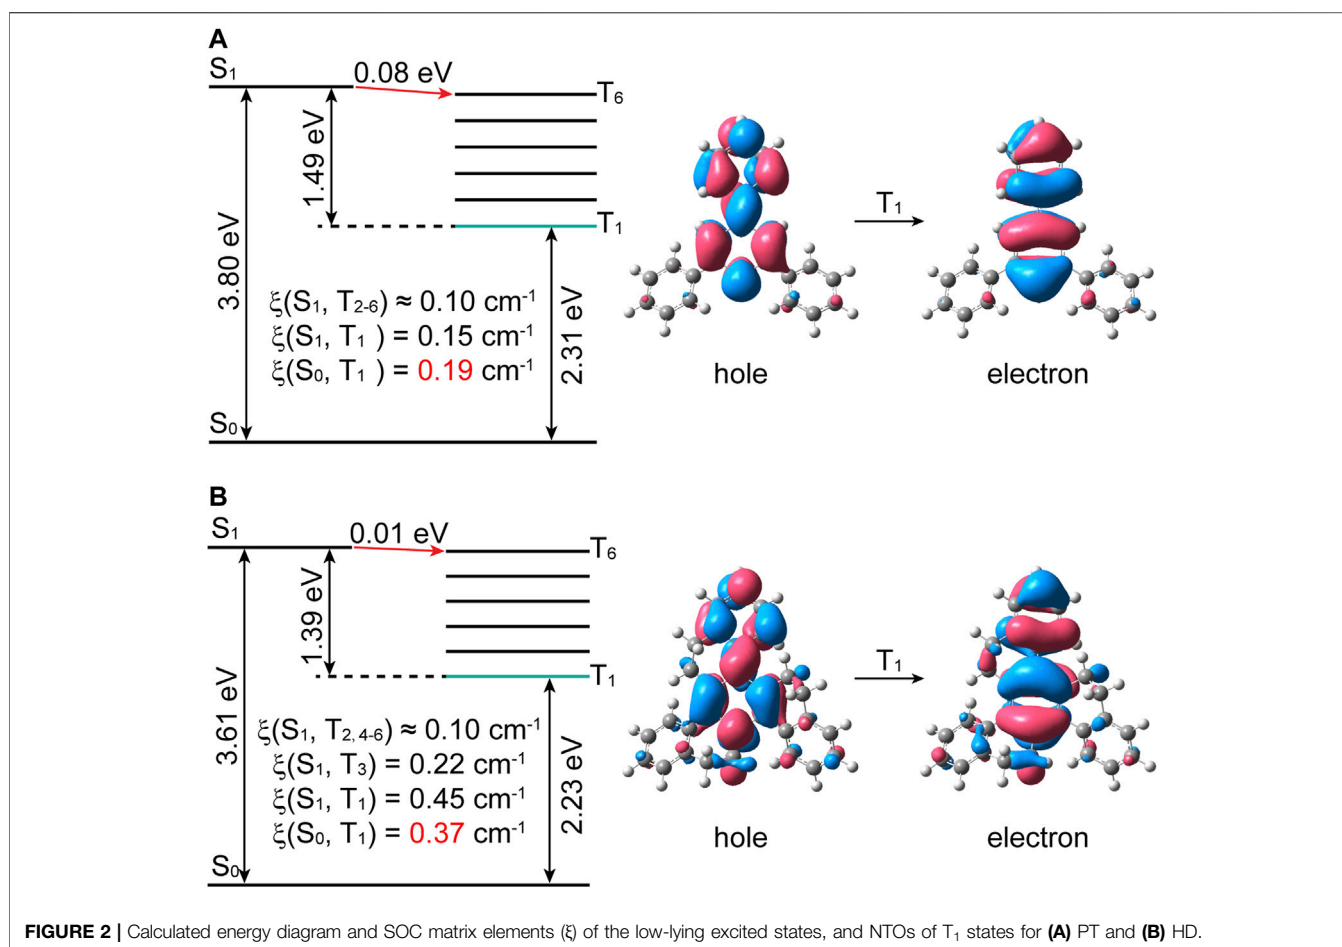 A
S₁
0.08 eV
T₆
1.49 eV
3.80 eV
T₁
T₁
ξ(S₁, T₂₋₆) ≈ 0.10 cm⁻¹
ξ(S₁, T₁ ) = 0.15 cm⁻¹
ξ(S₀, T₁ ) = 0.19 cm⁻¹
2.31 eV
hole
electron
S₀
B
S₁
0.01 eV
T₆
1.39 eV
3.61 eV
T₁
T₁
ξ(S₁, T₂, ₄₋₆) ≈ 0.10 cm⁻¹
ξ(S₁, T₃) = 0.22 cm⁻¹
ξ(S₁, T₁) = 0.45 cm⁻¹
ξ(S₀, T₁) = 0.37 cm⁻¹
2.23 eV
hole
electron
S₀
FIGURE 2 | Calculated energy diagram and SOC matrix elements (ξ) of the low-lying excited states, and NTOs of T₁ states for (A) PT and (B) HD.